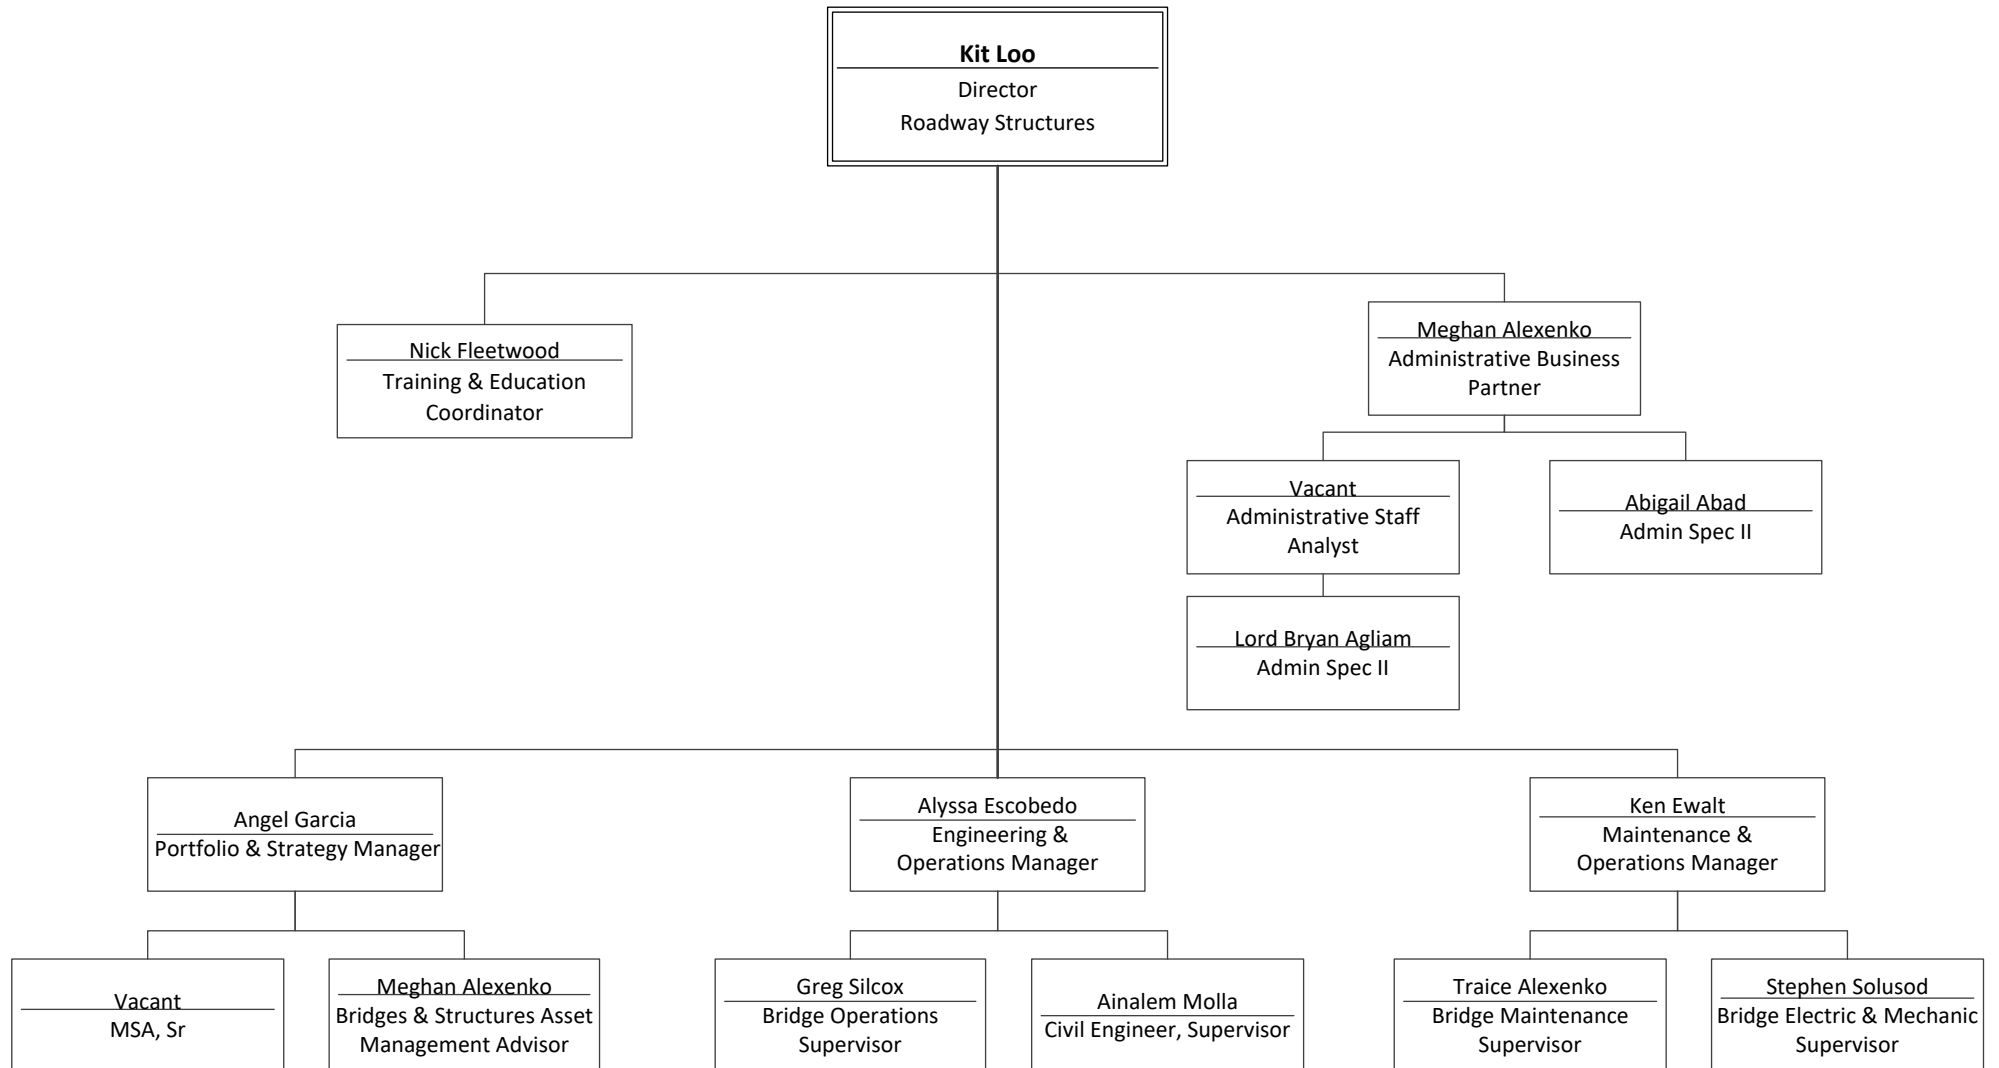 Kit Loo
Director
Roadway Structures
Nick Fleetwood
Training & Education
Coordinator
Meghan Alexenko
Administrative Business
Partner
Vacant
Administrative Staff
Analyst
Abigail Abad
Admin Spec II
Lord Bryan Agliam
Admin Spec II
Angel Garcia
Portfolio & Strategy Manager
Alyssa Escobedo
Engineering &
Operations Manager
Ken Ewalt
Maintenance &
Operations Manager
Vacant
MSA, Sr
Meghan Alexenko
Bridges & Structures Asset
Management Advisor
Greg Silcox
Bridge Operations
Supervisor
Ainalem Molla
Civil Engineer, Supervisor
Traice Alexenko
Bridge Maintenance
Supervisor
Stephen Solusod
Bridge Electric & Mechanic
Supervisor